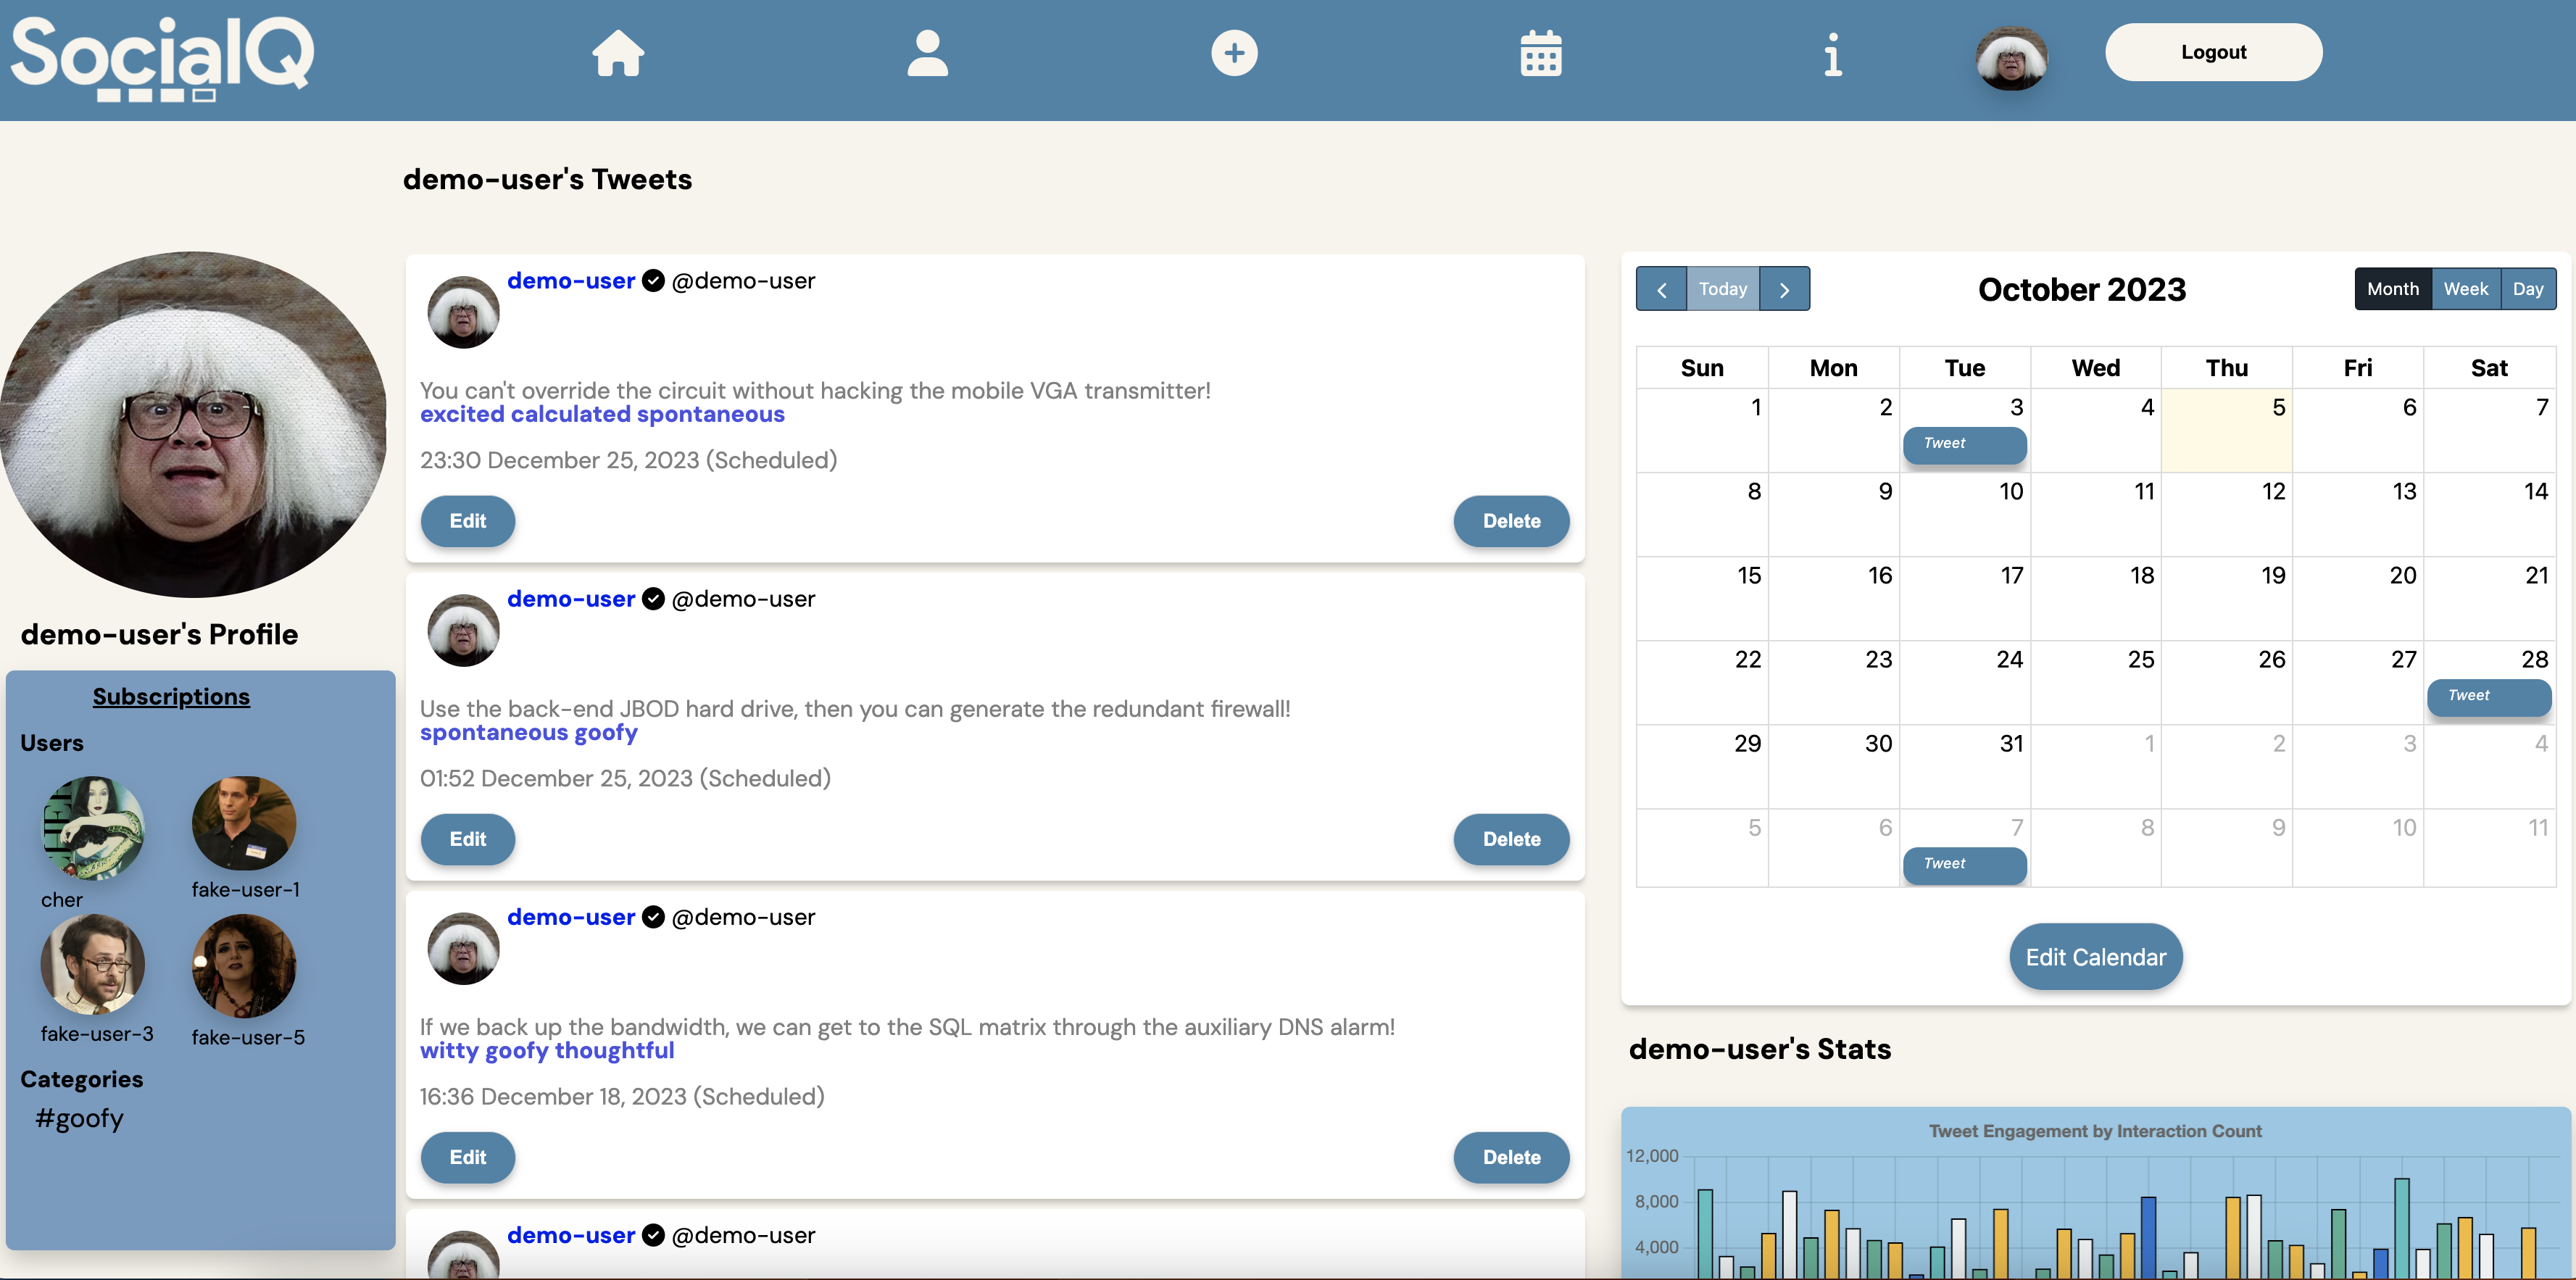 SocialQ
Logout
demo-user's Tweets
demo-user's Profile
Subscriptions
Users
cher
fake-user-1
fake-user-3
fake-user-5
Categories
#goofy
demo-user @demo-user
You can't override the circuit without hacking the mobile VGA transmitter!
excited calculated spontaneous
23:30 December 25, 2023 (Scheduled)
Edit
Delete
demo-user @demo-user
Use the back-end JBOD hard drive, then you can generate the redundant firewall!
spontaneous goofy
01:52 December 25, 2023 (Scheduled)
Edit
Delete
demo-user @demo-user
If we back up the bandwidth, we can get to the SQL matrix through the auxiliary DNS alarm!
witty goofy thoughtful
16:36 December 18, 2023 (Scheduled)
Edit
Delete
demo-user @demo-user
Today
October 2023
Month Week Day
Sun Mon Tue Wed Thu Fri Sat
1 2 3 4 5 6 7
Tweet
8 9 10 11 12 13 14
15 16 17 18 19 20 21
22 23 24 25 26 27 28
Tweet
29 30 31 1 2 3 4
5 6 7 8 9 10 11
Tweet
Edit Calendar
demo-user's Stats
Tweet Engagement by Interaction Count
12,000
8,000
4,000